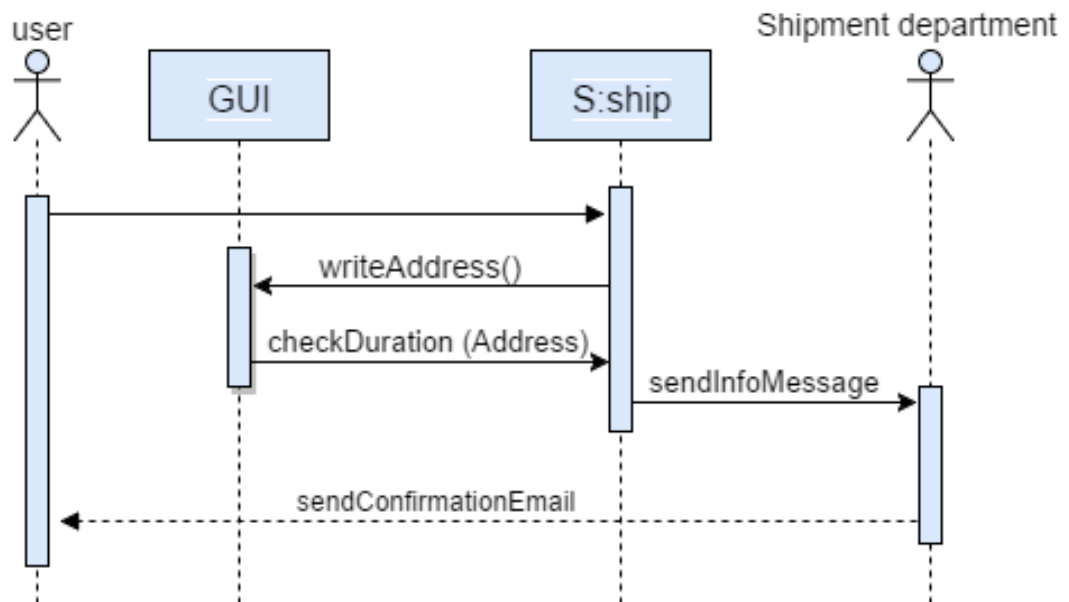 user
Shipment department
GUI
S:ship
writeAddress()
checkDuration (Address)
sendInfoMessage
sendConfirmationEmail